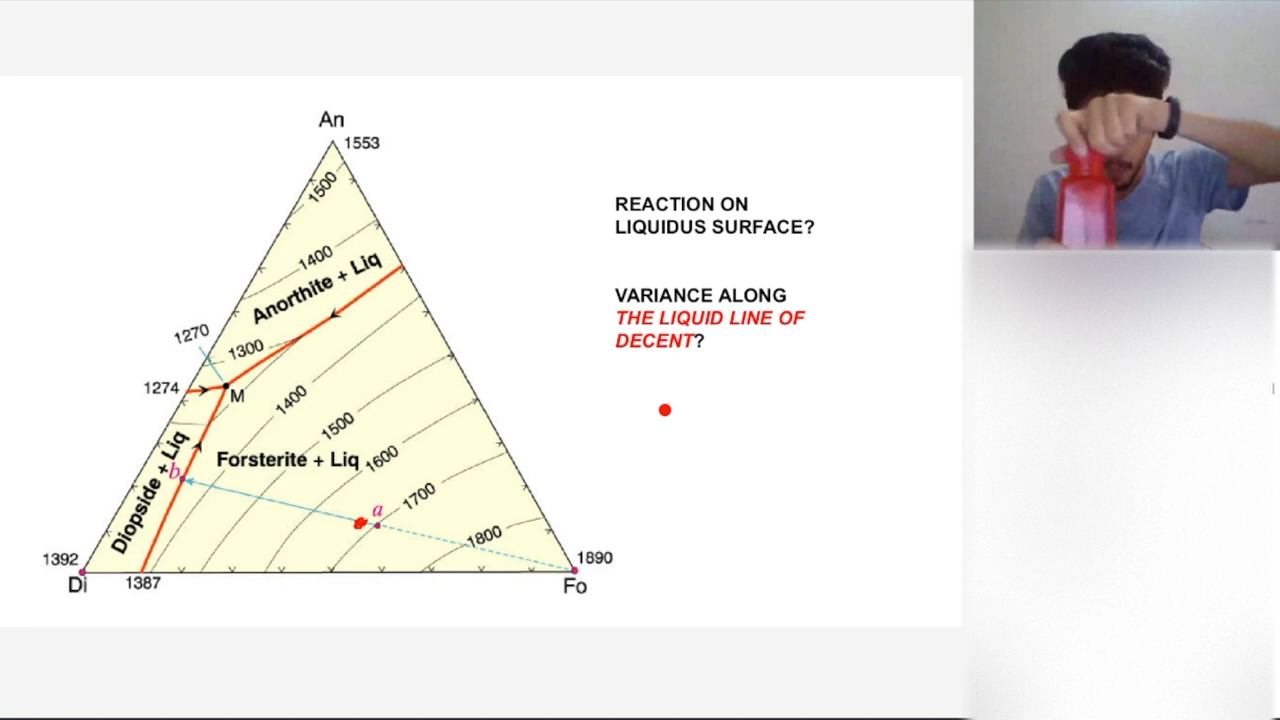 An
1553
1500
1400
Anorthite + Liq
1270
1300
1274
M
1400
1500
Diopside + Liq
b
Forsterite + Liq
1600
a
1700
1800
1392
1890
Di
1387
Fo
REACTION ON
LIQUIDUS SURFACE?
VARIANCE ALONG
THE LIQUID LINE OF
DECENT?